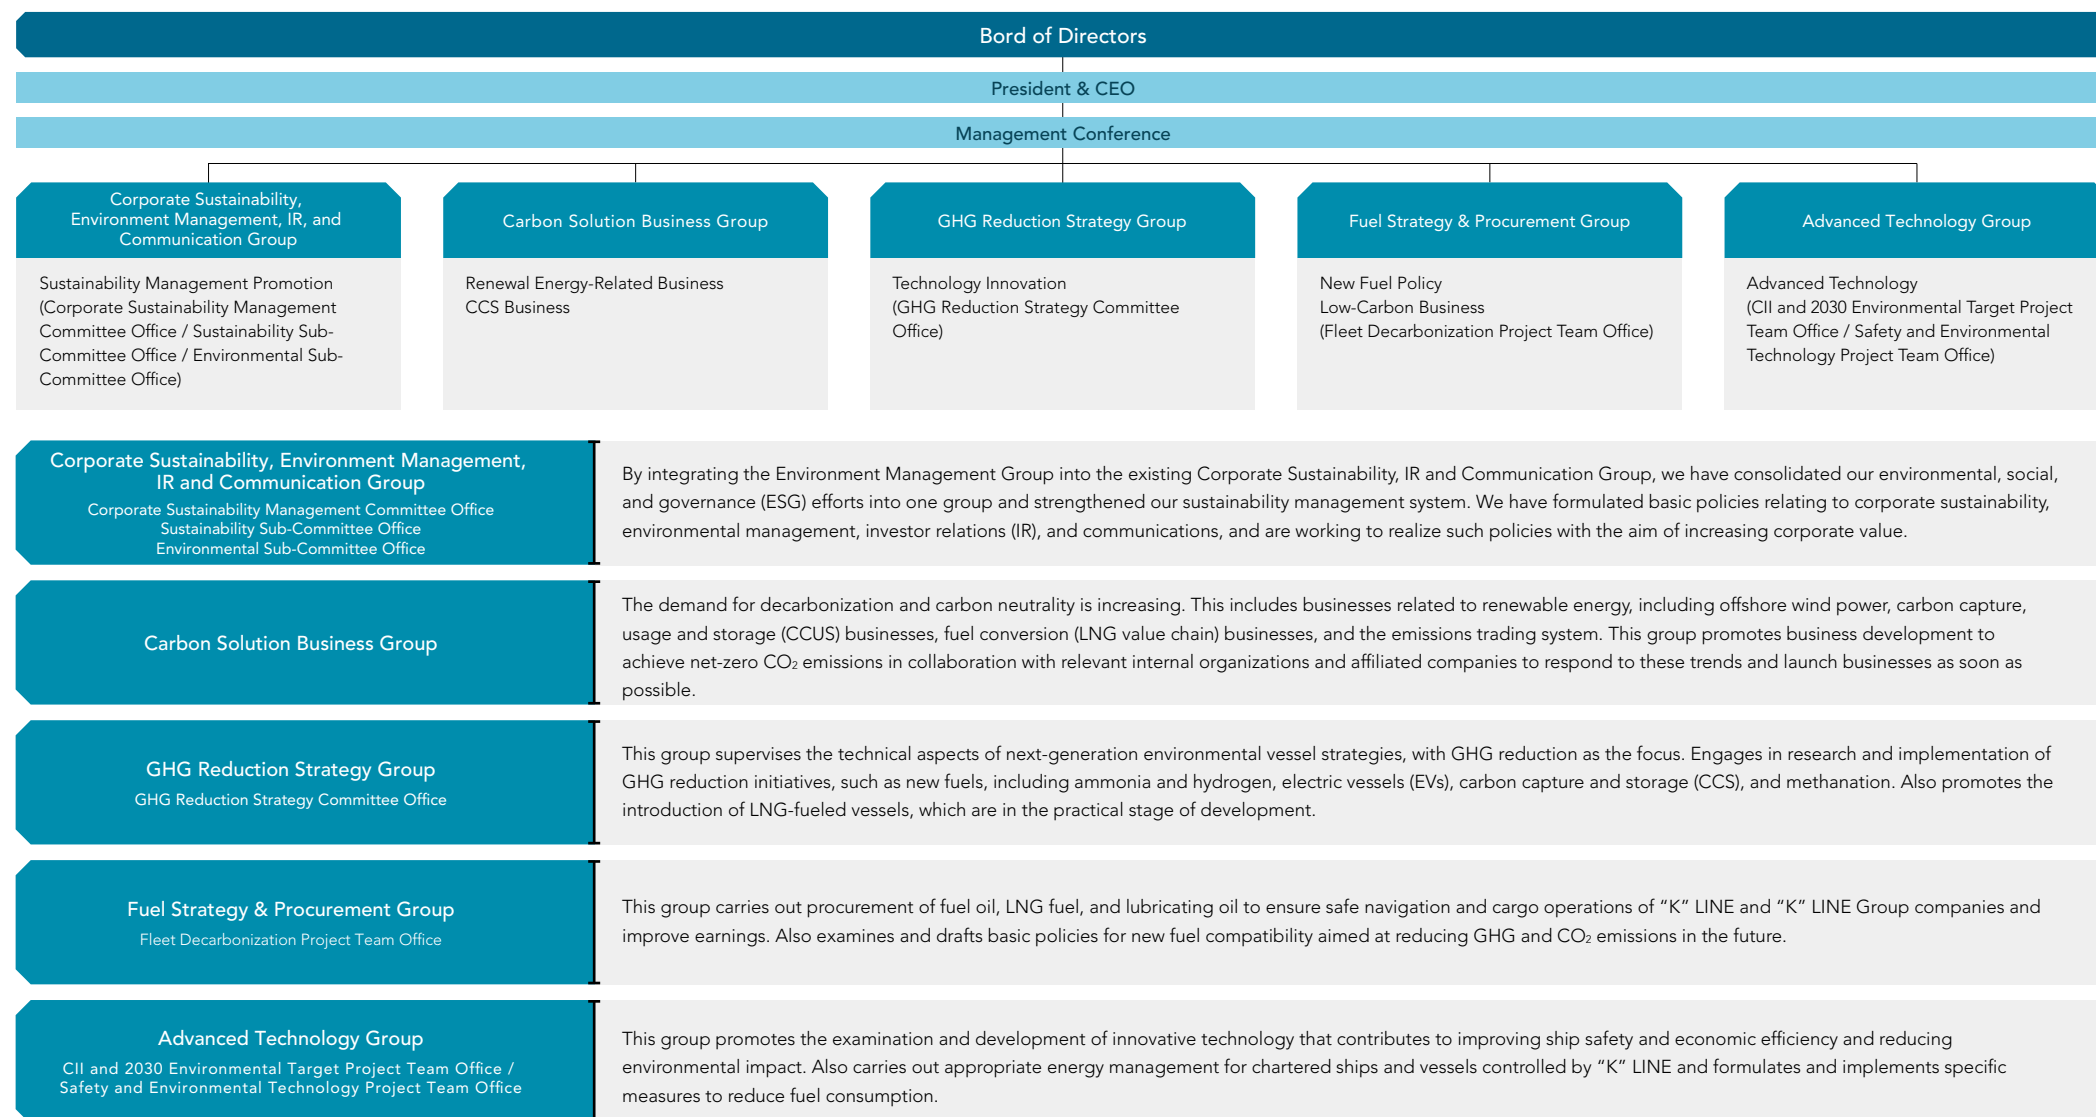 Bord of Directors
President & CEO
Management Conference
Corporate Sustainability,
Environment Management, IR, and
Communication Group
Sustainability Management Promotion
(Corporate Sustainability Management
Committee Office / Sustainability Sub-
Committee Office / Environmental Sub-
Committee Office)
Carbon Solution Business Group
Renewal Energy-Related Business
CCS Business
GHG Reduction Strategy Group
Technology Innovation
(GHG Reduction Strategy Committee
Office)
Fuel Strategy & Procurement Group
New Fuel Policy
Low-Carbon Business
(Fleet Decarbonization Project Team Office)
Advanced Technology Group
Advanced Technology
(CII and 2030 Environmental Target Project
Team Office / Safety and Environmental
Technology Project Team Office)
Corporate Sustainability, Environment Management,
IR and Communication Group
Corporate Sustainability Management Committee Office
Sustainability Sub-Committee Office
Environmental Sub-Committee Office
By integrating the Environment Management Group into the existing Corporate Sustainability, IR and Communication Group, we have consolidated our environmental, social,
and governance (ESG) efforts into one group and strengthened our sustainability management system. We have formulated basic policies relating to corporate sustainability,
environmental management, investor relations (IR), and communications, and are working to realize such policies with the aim of increasing corporate value.
Carbon Solution Business Group
The demand for decarbonization and carbon neutrality is increasing. This includes businesses related to renewable energy, including offshore wind power, carbon capture,
usage and storage (CCUS) businesses, fuel conversion (LNG value chain) businesses, and the emissions trading system. This group promotes business development to
achieve net-zero CO₂ emissions in collaboration with relevant internal organizations and affiliated companies to respond to these trends and launch businesses as soon as
possible.
GHG Reduction Strategy Group
GHG Reduction Strategy Committee Office
This group supervises the technical aspects of next-generation environmental vessel strategies, with GHG reduction as the focus. Engages in research and implementation of
GHG reduction initiatives, such as new fuels, including ammonia and hydrogen, electric vessels (EVs), carbon capture and storage (CCS), and methanation. Also promotes the
introduction of LNG-fueled vessels, which are in the practical stage of development.
Fuel Strategy & Procurement Group
Fleet Decarbonization Project Team Office
This group carries out procurement of fuel oil, LNG fuel, and lubricating oil to ensure safe navigation and cargo operations of “K” LINE and “K” LINE Group companies and
improve earnings. Also examines and drafts basic policies for new fuel compatibility aimed at reducing GHG and CO₂ emissions in the future.
Advanced Technology Group
CII and 2030 Environmental Target Project Team Office /
Safety and Environmental Technology Project Team Office
This group promotes the examination and development of innovative technology that contributes to improving ship safety and economic efficiency and reducing
environmental impact. Also carries out appropriate energy management for chartered ships and vessels controlled by “K” LINE and formulates and implements specific
measures to reduce fuel consumption.